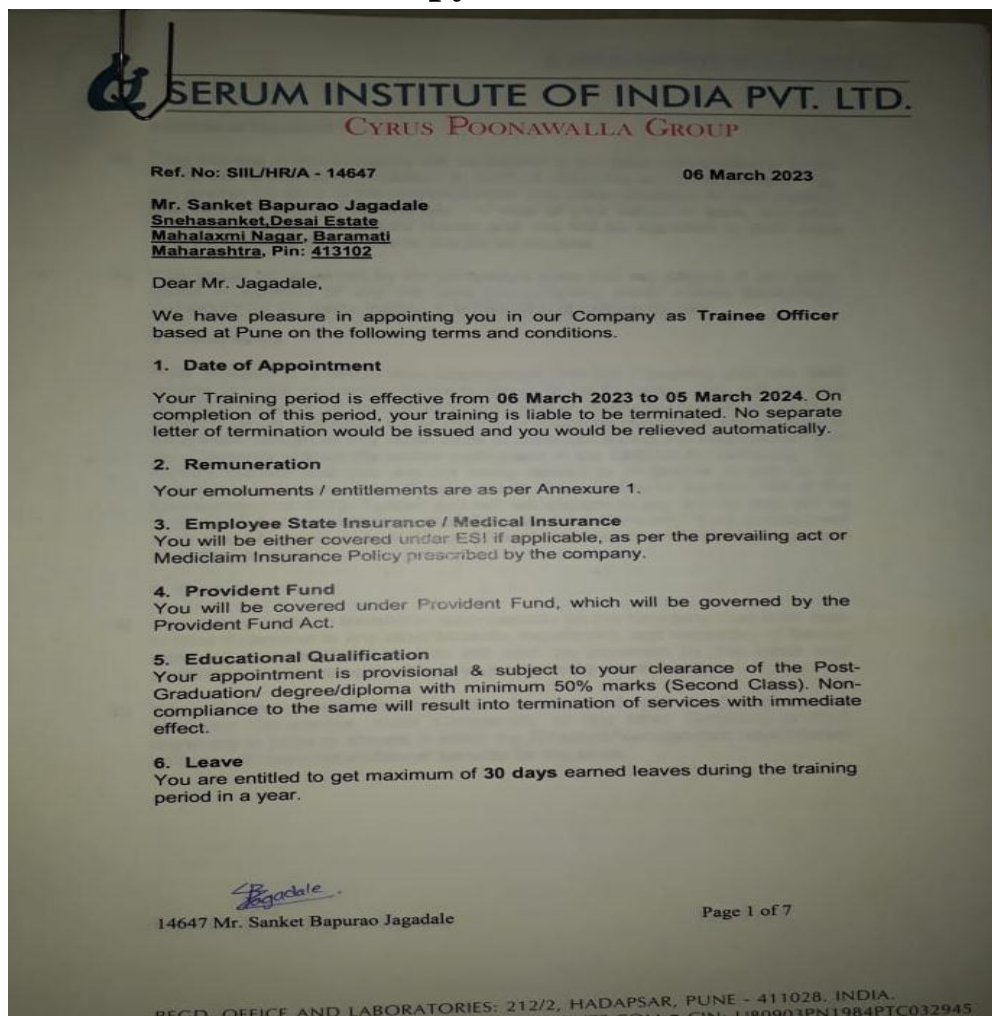 SERUM INSTITUTE OF INDIA PVT. LTD.
CYRUS POONAWALLA GROUP
Ref. No: SIIL/HR/A - 14647 06 March 2023
Mr. Sanket Bapurao Jagadale
Snehasanket,Desai Estate
Mahalaxmi Nagar, Baramati
Maharashtra, Pin: 413102
Dear Mr. Jagadale,
We have pleasure in appointing you in our Company as Trainee Officer
based at Pune on the following terms and conditions.
1. Date of Appointment
Your Training period is effective from 06 March 2023 to 05 March 2024. On
completion of this period, your training is liable to be terminated. No separate
letter of termination would be issued and you would be relieved automatically.
2. Remuneration
Your emoluments / entitlements are as per Annexure 1.
3. Employee State Insurance / Medical Insurance
You will be either covered under ESI if applicable, as per the prevailing act or
Mediclaim Insurance Policy prescribed by the company.
4. Provident Fund
You will be covered under Provident Fund, which will be governed by the
Provident Fund Act.
5. Educational Qualification
Your appointment is provisional & subject to your clearance of the Post-
Graduation/ degree/diploma with minimum 50% marks (Second Class). Non-
compliance to the same will result into termination of services with immediate
effect.
6. Leave
You are entitled to get maximum of 30 days earned leaves during the training
period in a year.
Jagadale.
14647 Mr. Sanket Bapurao Jagadale Page 1 of 7
REGD. OFFICE AND LABORATORIES: 212/2, HADAPSAR, PUNE - 411028. INDIA.
CIN: U80903PN1984PTC032945